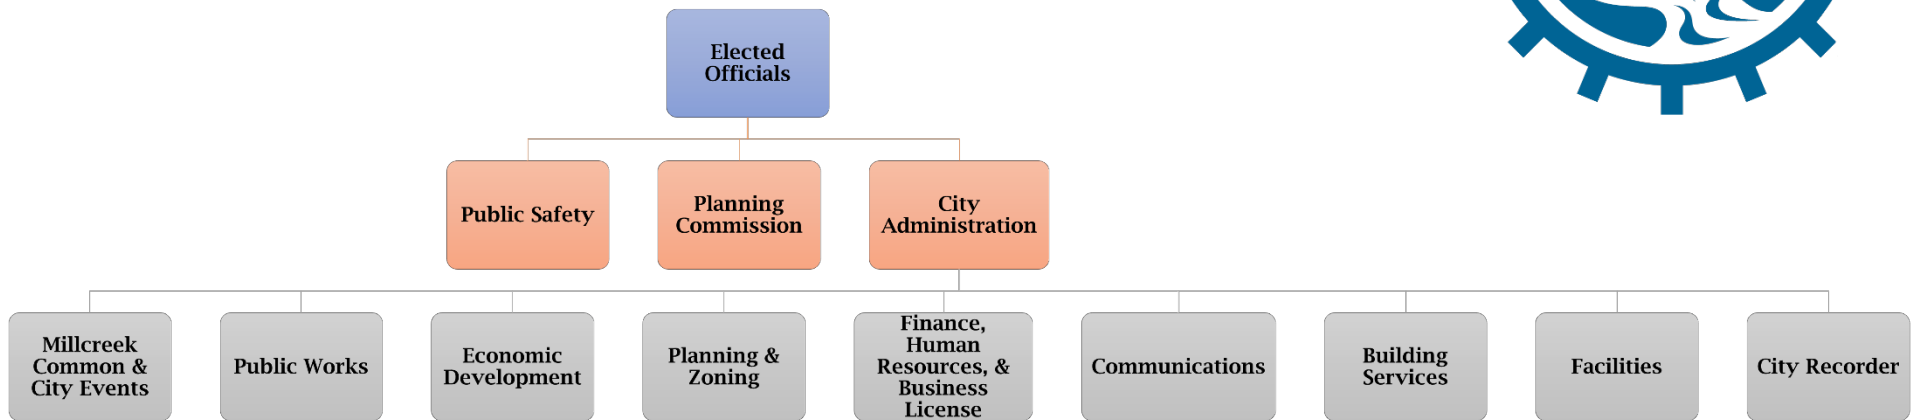 Elected
Officials
Public Safety
Planning
Commission
City
Administration
Millcreek
Common &
City Events
Public Works
Economic
Development
Planning &
Zoning
Finance,
Human
Resources, &
Business
License
Communications
Building
Services
Facilities
City Recorder